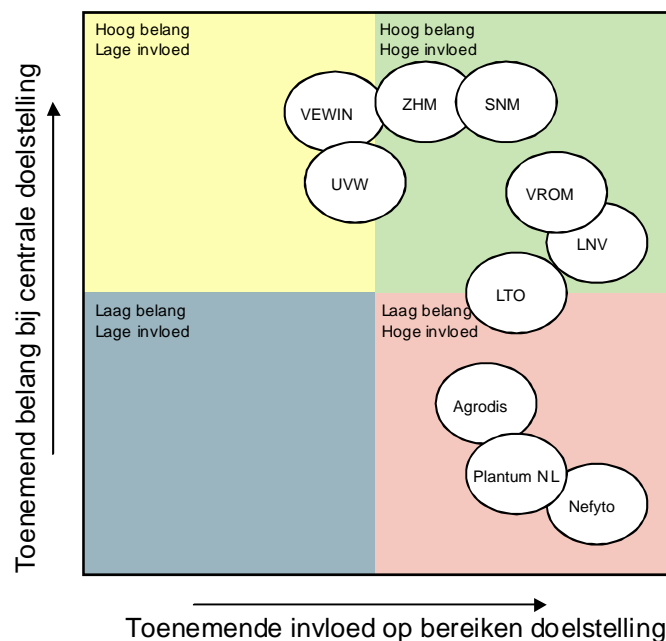 Hoog belang
Lage invloed
Hoog belang
Hoge invloed
VEWIN
ZHM
SNM
UVW
VROM
LNV
LTO
Laag belang
Lage invloed
Laag belang
Hoge invloed
Agrodis
Plantum NL
Nefyto
Toenemend belang bij centrale doelstelling
Toenemende invloed op bereiken doelstelling